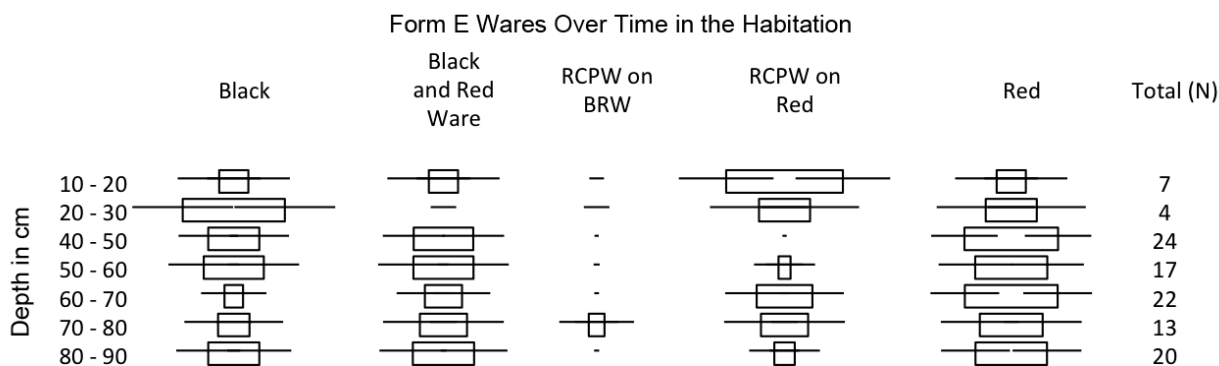 Form E Wares Over Time in the Habitation
Black
Black
and Red
Ware
RCPW on
BRW
RCPW on
Red
Red
Total (N)
Depth in cm
10 - 20
7
20 - 30
4
40 - 50
24
50 - 60
17
60 - 70
22
70 - 80
13
80 - 90
20